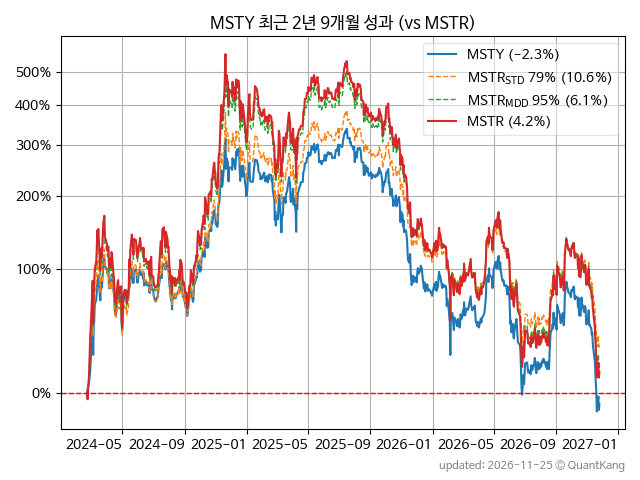 MSTY 최근 2년 9개월 성과 (vs MSTR)
MSTY (−2.3%)
MSTR_STD 79% (10.6%)
MSTR_MDD 95% (6.1%)
MSTR (4.2%)
500%
400%
300%
200%
100%
0%
2024-05 2024-09 2025-01 2025-05 2025-09 2026-01 2026-05 2026-09 2027-01
updated: 2026-11-25 © QuantKang